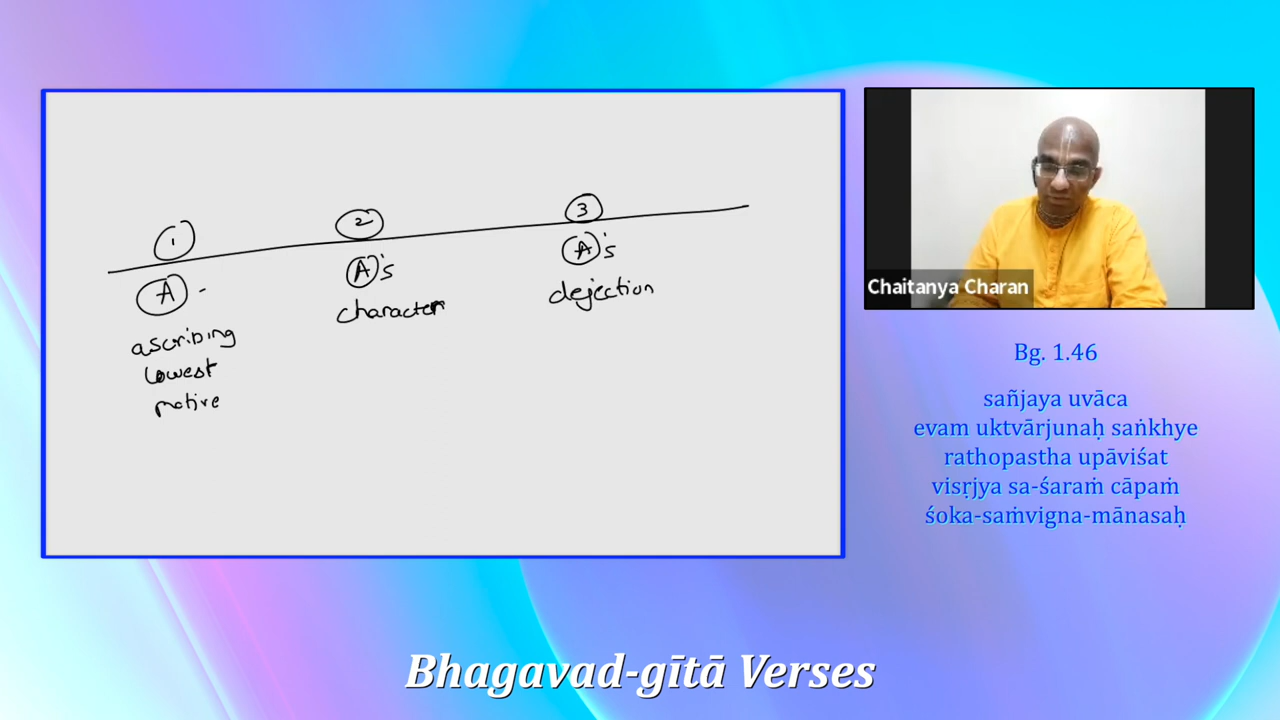 1
2
3
A -
A's
A's
ascribing
lowest
motive
character
dejection
Chaitanya Charan
Bg. 1.46
sañjaya uvāca
evam uktvārjunaḥ saṅkhye
rathopastha upāviśat
visṛjya sa-śaraṁ cāpaṁ
śoka-saṁvigna-mānasaḥ
Bhagavad-gītā Verses